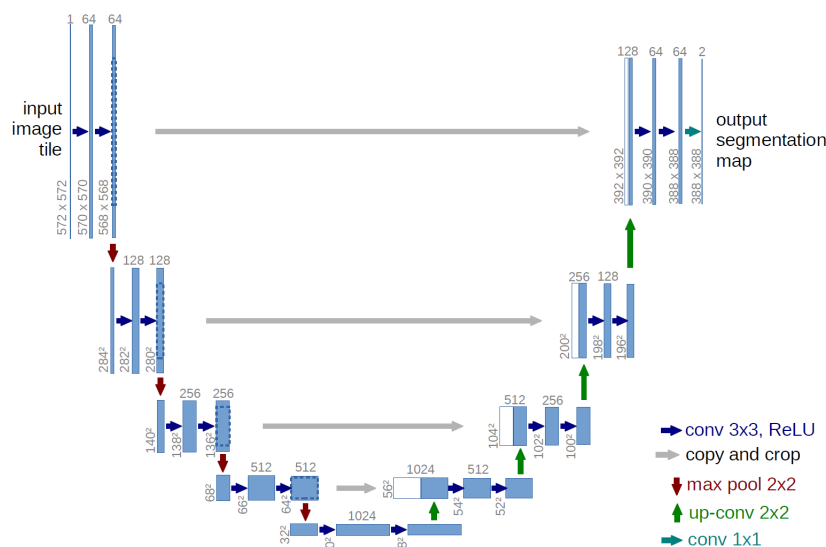 1 64 64
128 64 64 2
input
image
tile
output
segmentation
map
572 x 572
570 x 570
568 x 568
392 x 392
390 x 390
388 x 388
388 x 388
128 128
256 128
284²
282²
280²
200²
198²
196²
256 256
512 256
140²
138²
136²
104²
102²
100²
512 512
1024 512
68²
66²
64²
56²
54²
52²
1024
32²
conv 3x3, ReLU
copy and crop
max pool 2x2
up-conv 2x2
conv 1x1